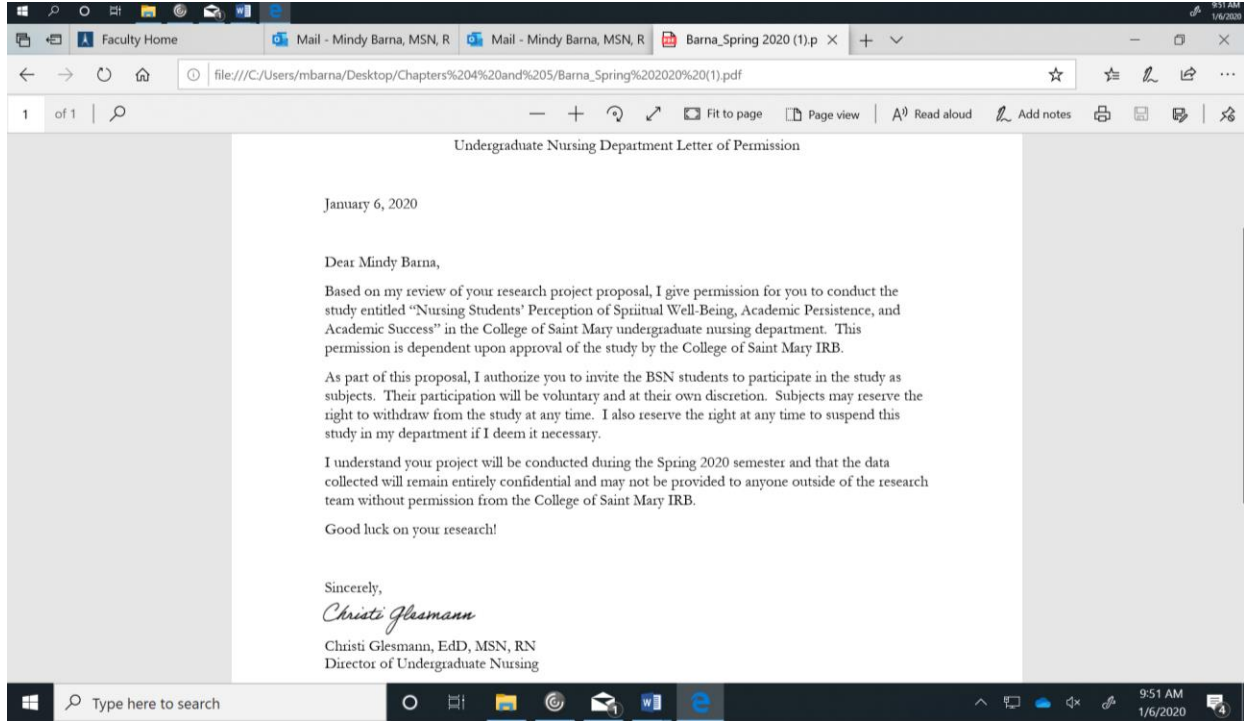 9:51 AM
1/6/2020
Faculty Home
Mail - Mindy Barna, MSN, R
Mail - Mindy Barna, MSN, R
Barna_Spring 2020 (1).p
file:///C:/Users/mbarna/Desktop/Chapters%204%20and%205/Barna_Spring%202020%20(1).pdf
1 of 1
Fit to page
Page view
Read aloud
Add notes
Undergraduate Nursing Department Letter of Permission
January 6, 2020
Dear Mindy Barna,
Based on my review of your research project proposal, I give permission for you to conduct the
study entitled “Nursing Students’ Perception of Spriitual Well-Being, Academic Persistence, and
Academic Success” in the College of Saint Mary undergraduate nursing department. This
permission is dependent upon approval of the study by the College of Saint Mary IRB.
As part of this proposal, I authorize you to invite the BSN students to participate in the study as
subjects. Their participation will be voluntary and at their own discretion. Subjects may reserve the
right to withdraw from the study at any time. I also reserve the right at any time to suspend this
study in my department if I deem it necessary.
I understand your project will be conducted during the Spring 2020 semester and that the data
collected will remain entirely confidential and may not be provided to anyone outside of the research
team without permission from the College of Saint Mary IRB.
Good luck on your research!
Sincerely,
Christi Glesmann
Christi Glesmann, EdD, MSN, RN
Director of Undergraduate Nursing
Type here to search
9:51 AM
1/6/2020
4